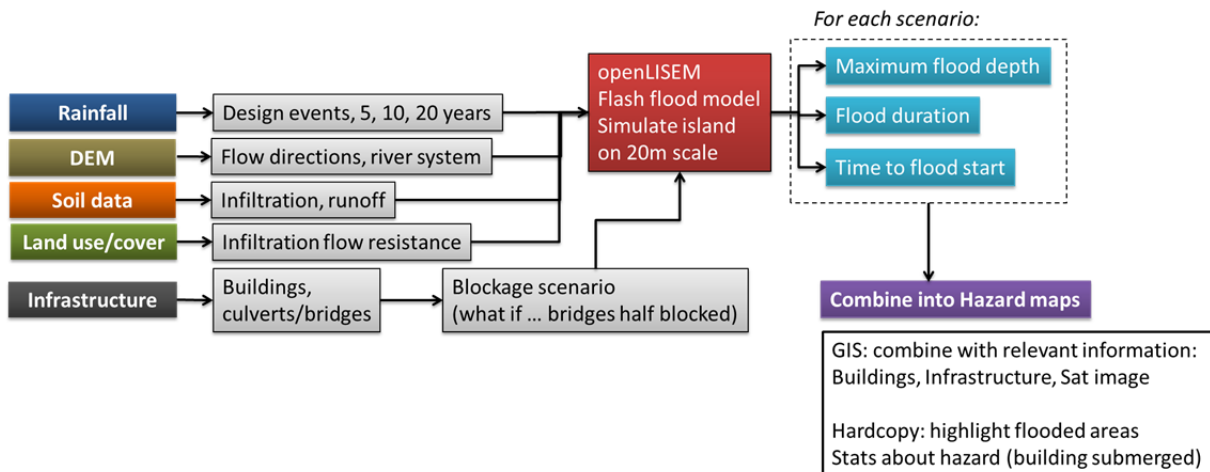 For each scenario:
Rainfall
Design events, 5, 10, 20 years
DEM
Flow directions, river system
Soil data
Infiltration, runoff
Land use/cover
Infiltration flow resistance
Infrastructure
Buildings,
culverts/bridges
Blockage scenario
(what if ... bridges half blocked)
openLISEM
Flash flood model
Simulate island
on 20m scale
Maximum flood depth
Flood duration
Time to flood start
Combine into Hazard maps
GIS: combine with relevant information:
Buildings, Infrastructure, Sat image
Hardcopy: highlight flooded areas
Stats about hazard (building submerged)